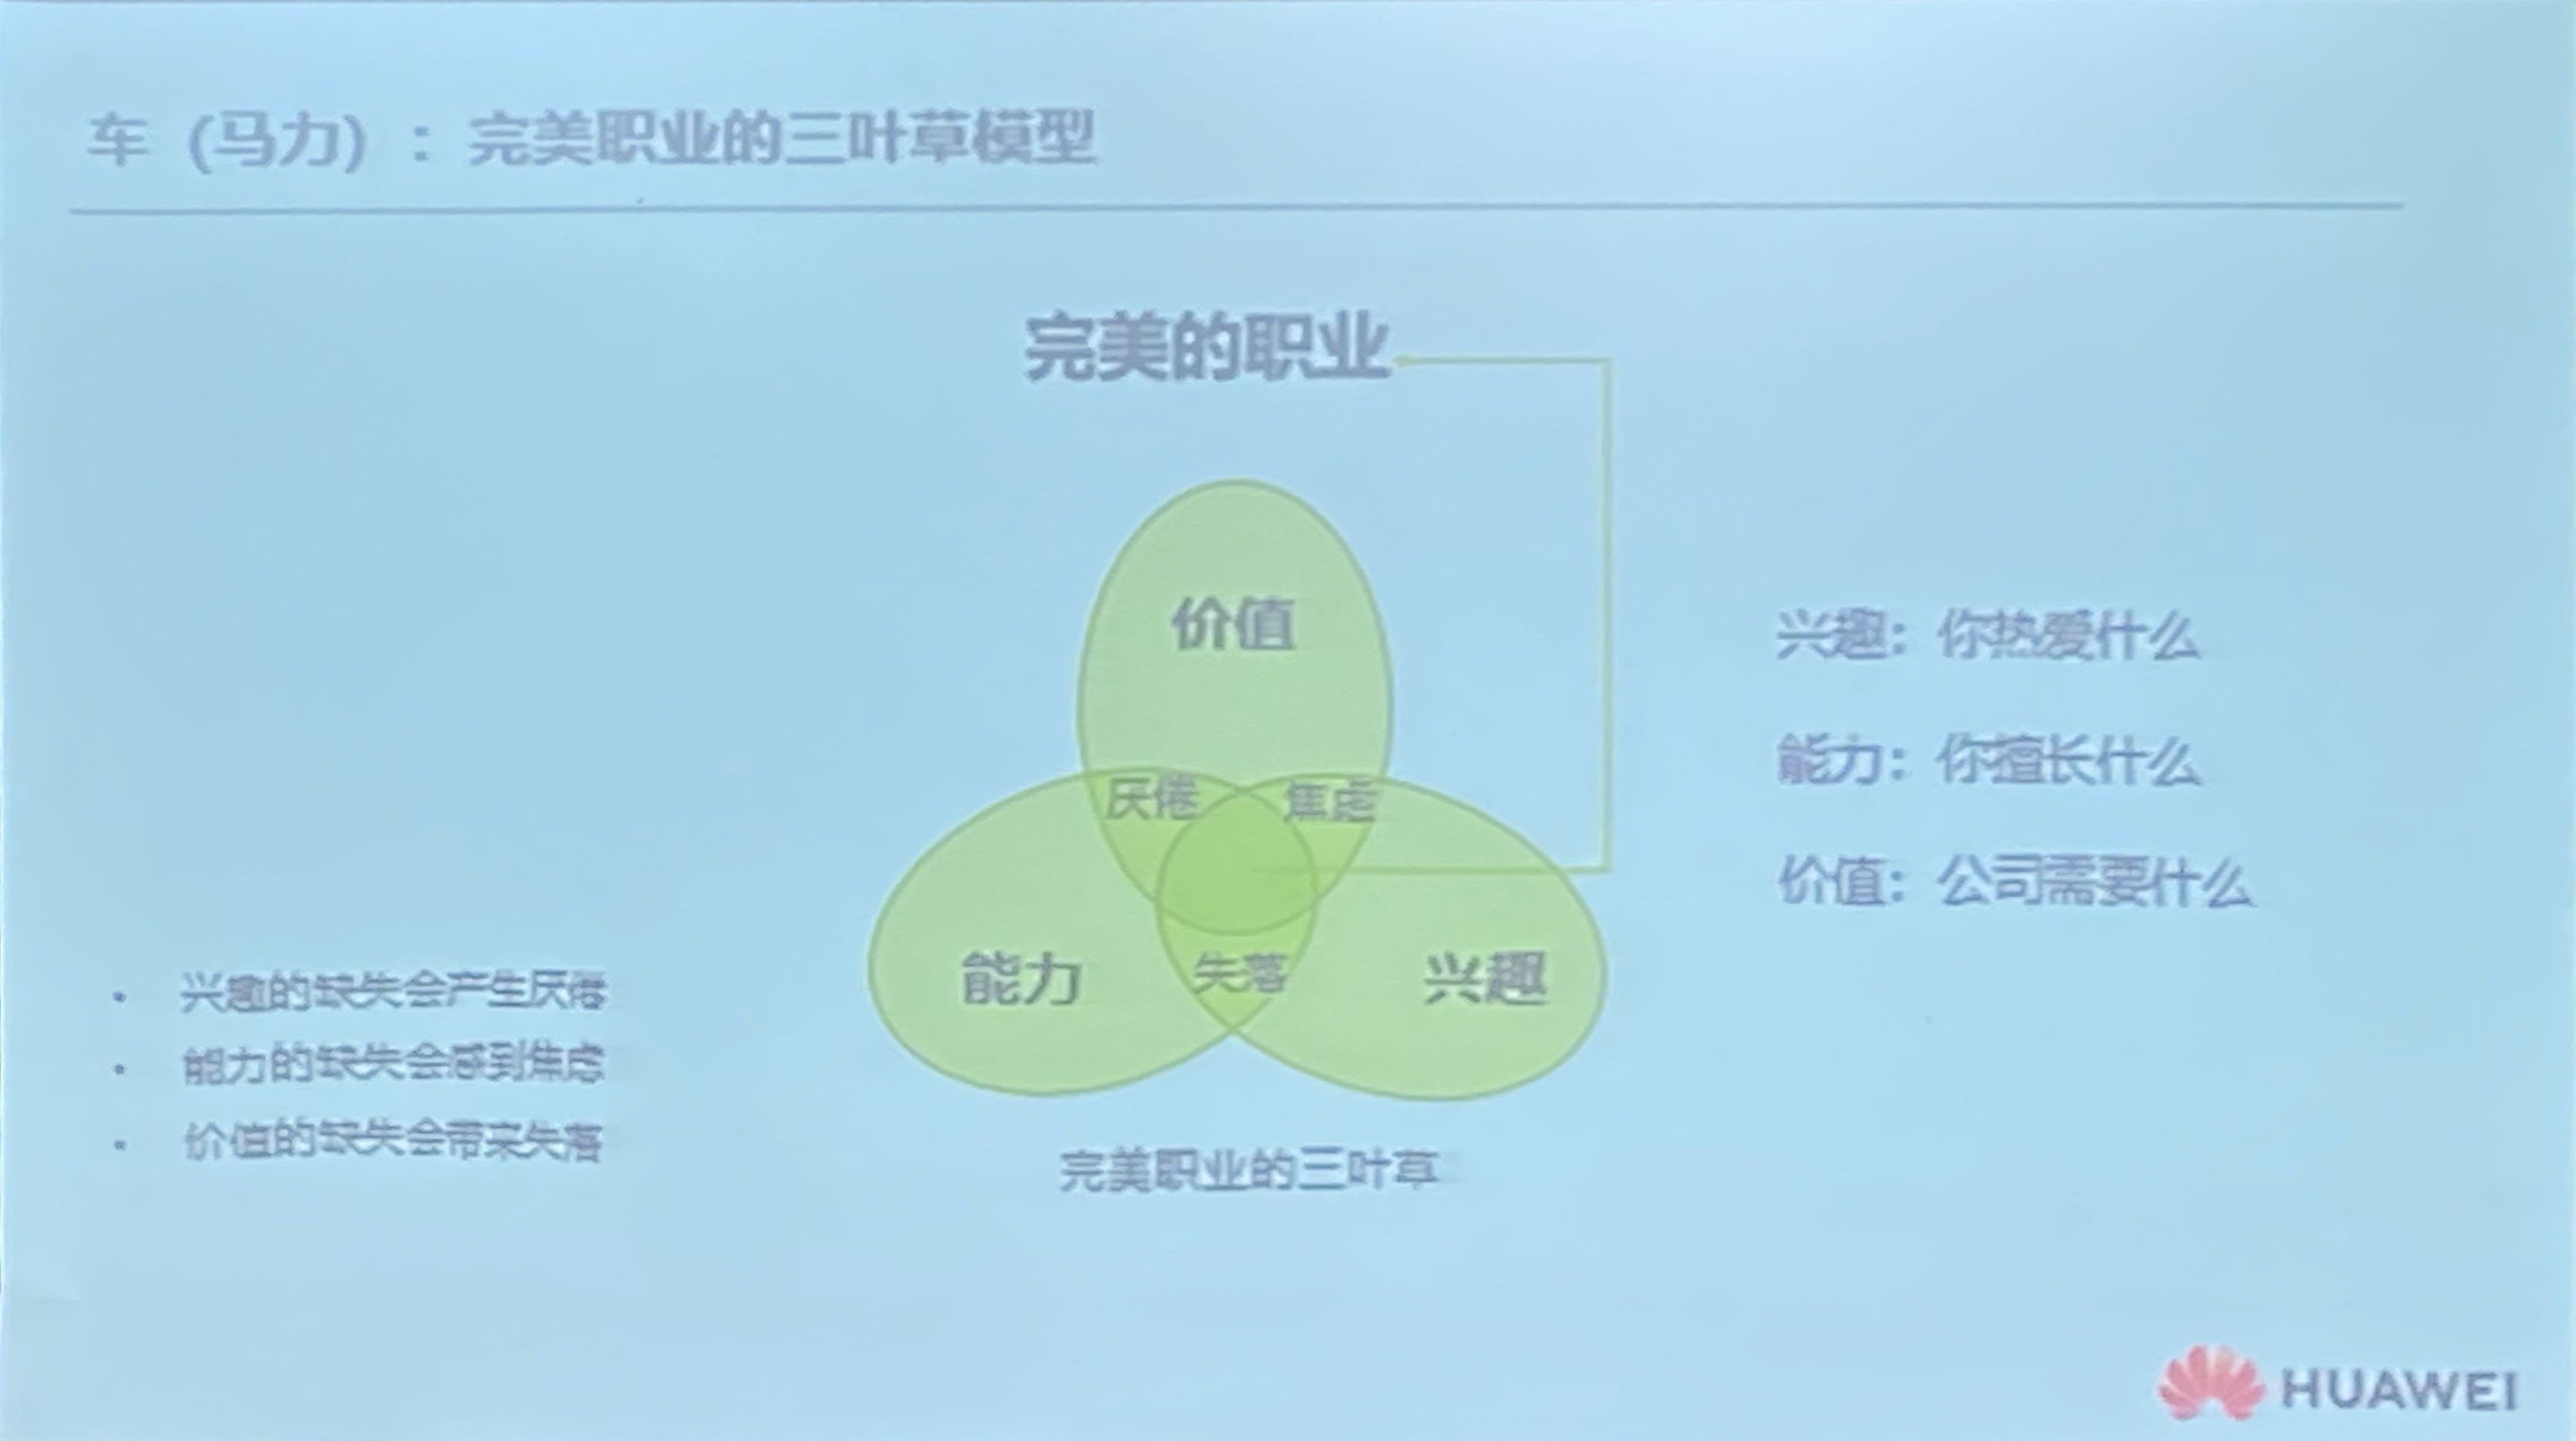 车 (马力) ：完美职业的三叶草模型
完美的职业
价值
厌倦
焦虑
能力
失落
兴趣
完美职业的三叶草
兴趣：你热爱什么
能力：你擅长什么
价值：公司需要什么
• 兴趣的缺失会产生厌倦
• 能力的缺失会感到焦虑
• 价值的缺失会带来失落
HUAWEI